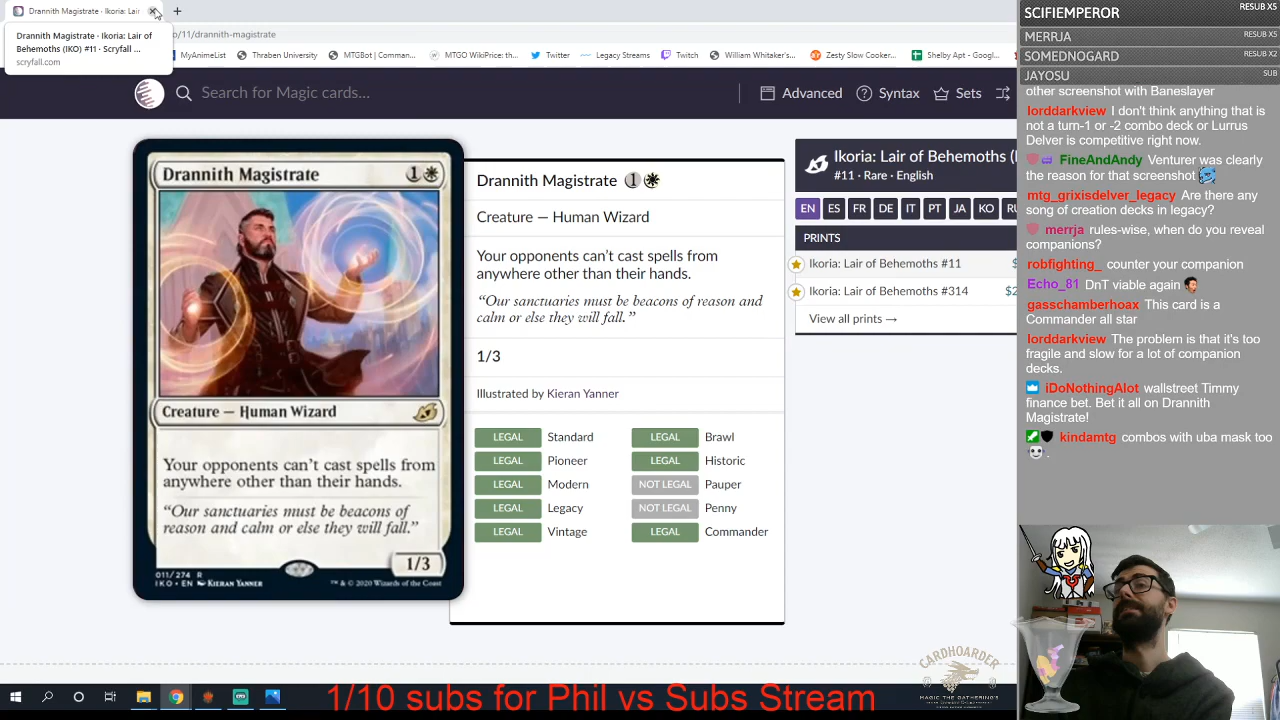 Drannith Magistrate · Ikoria: Lair
Drannith Magistrate · Ikoria: Lair of
Behemoths (IKO) #11 · Scryfall ...
scryfall.com
/11/drannith-magistrate
MyAnimeList
Thraben University
MTGBot | Comman...
MTGO WikiPrice: th...
Twitter
Legacy Streams
Twitch
William Whitaker's...
Zesty Slow Cooker...
Shelby Apt - Googl...
Search for Magic cards...
Advanced
Syntax
Sets
Drannith Magistrate 1
Creature — Human Wizard
Your opponents can't cast spells from
anywhere other than their hands.
“Our sanctuaries must be beacons of
reason and calm or else they will fall.”
1/3
011/274 R
IKO • EN KIERAN YANNER
™ & © 2020 Wizards of the Coast
Drannith Magistrate 1
Creature — Human Wizard
Your opponents can’t cast spells from
anywhere other than their hands.
“Our sanctuaries must be beacons of reason and
calm or else they will fall.”
1/3
Illustrated by Kieran Yanner
LEGAL Standard LEGAL Brawl
LEGAL Pioneer LEGAL Historic
LEGAL Modern NOT LEGAL Pauper
LEGAL Legacy NOT LEGAL Penny
LEGAL Vintage LEGAL Commander
Ikoria: Lair of Behemoths (
#11 · Rare · English
EN ES FR DE IT PT JA KO RU
PRINTS
Ikoria: Lair of Behemoths #11 $
Ikoria: Lair of Behemoths #314 $2
View all prints →
SCIFIEMPEROR RESUB X5
MERRJA RESUB X5
SOMEDNOGARD RESUB X2
JAYOSU SUB
other screenshot with Baneslayer
lorddarkview I don't think anything that is
not a turn-1 or -2 combo deck or Lurrus
Delver is competitive right now.
FineAndAndy Venturer was clearly
the reason for that screenshot
mtg_grixisdelver_legacy Are there any
song of creation decks in legacy?
merrja rules-wise, when do you reveal
companions?
robfighting_ counter your companion
Echo_81 DnT viable again
gasschamberhoax This card is a
Commander all star
lorddarkview The problem is that it's too
fragile and slow for a lot of companion
decks.
iDoNothingAlot wallstreet Timmy
finance bet. Bet it all on Drannith
Magistrate!
kindamtg combos with uba mask too
.
CARDHOARDER
MAGIC THE GATHERING'S
1/10 subs for Phil vs Subs Stream